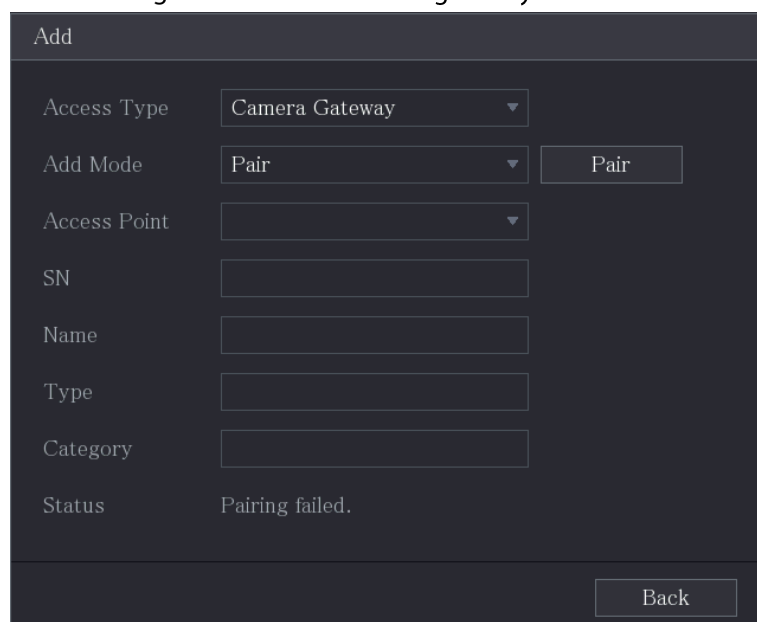 Add
Access Type Camera Gateway
Add Mode Pair Pair
Access Point
SN
Name
Type
Category
Status Pairing failed.
Back